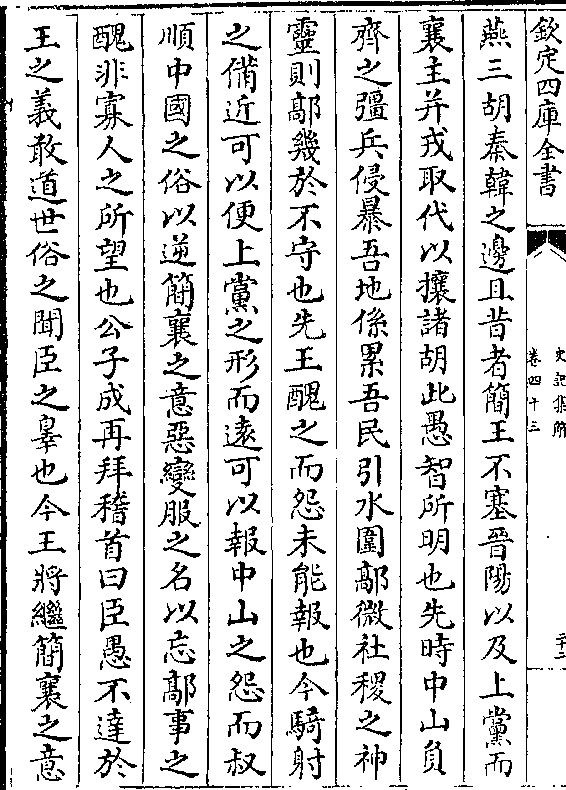 欽定四庫全書
史記集解
卷四十三
二十二
燕三胡秦韓之邊且昔者簡王不塞晉陽以及上黨而
襄主并戎取代以攘諸胡此愚智所明也先時中山負
齊之彊兵侵暴吾地係累吾民引水圍鄗微社稷之神
靈則鄗幾於不守也先王醜之而怨未能報也今騎射
之備近可以便上黨之形而遠可以報中山之怨而叔
順中國之俗以逆簡襄之意惡變服之名以忘鄗事之
醜非寡人之所望也公子成再拜稽首曰臣愚不達於
王之義敢道世俗之聞臣之辠也今王將繼簡襄之意